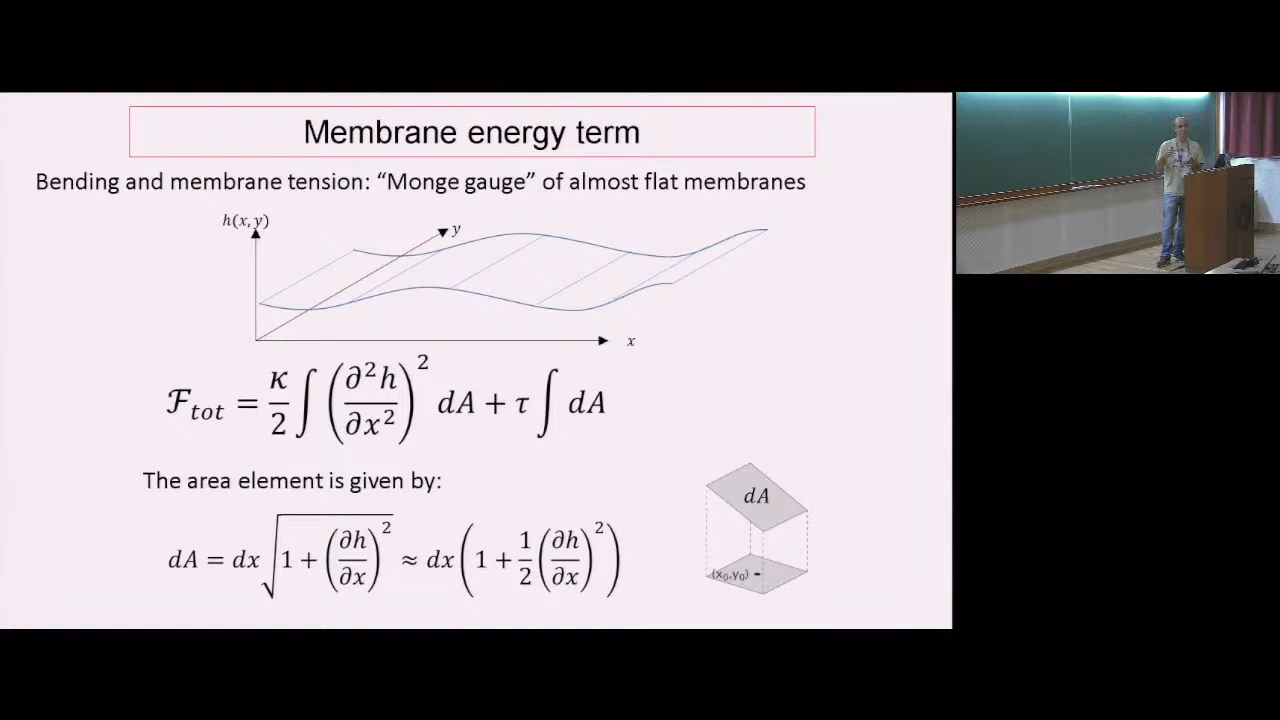 Membrane energy term
Bending and membrane tension: “Monge gauge” of almost flat membranes
h(x, y)
y
x
ℱ_tot = κ/2 ∫ (∂²h/∂x²)² dA + τ ∫ dA
The area element is given by:
dA
dA = dx √(1 + (∂h/∂x)²) ≈ dx (1 + 1/2 (∂h/∂x)²)
(x₀,y₀)